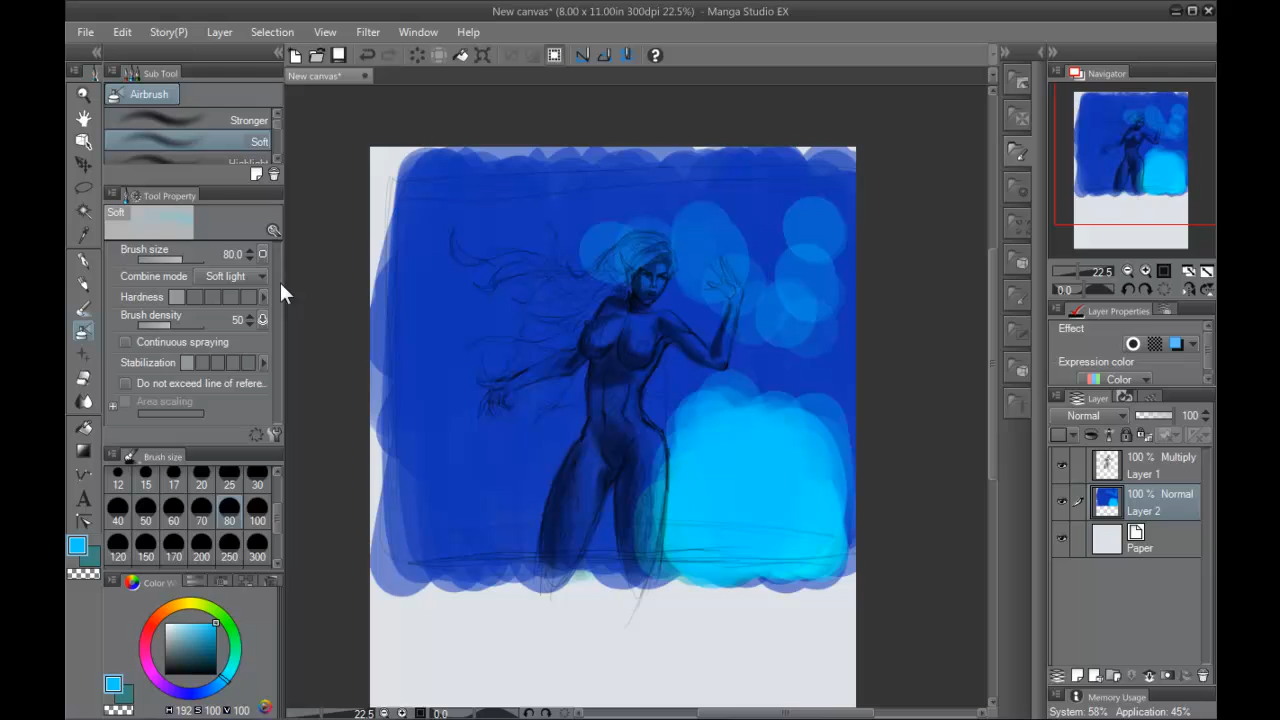 New canvas* (8.00 x 11.00in 300dpi 22.5%) - Manga Studio EX
File Edit Story(P) Layer Selection View Filter Window Help
New canvas*
Sub Tool
Airbrush
Stronger
Soft
Highlight
Tool Property
Soft
Brush size 80.0
Combine mode Soft light
Hardness
Brush density 50
Continuous spraying
Stabilization
Do not exceed line of refere..
Area scaling
Brush size
12 15 17 20 25 30
40 50 60 70 80 100
120 150 170 200 250 300
Color W
H 192 S 100 V 100
22.5 0.0
Navigator
22.5
0.0
Layer Properties
Effect
Expression color
Color
Layer
Normal 100
100 % Multiply
Layer 1
100 % Normal
Layer 2
Paper
Memory Usage
System: 58% Application: 45%